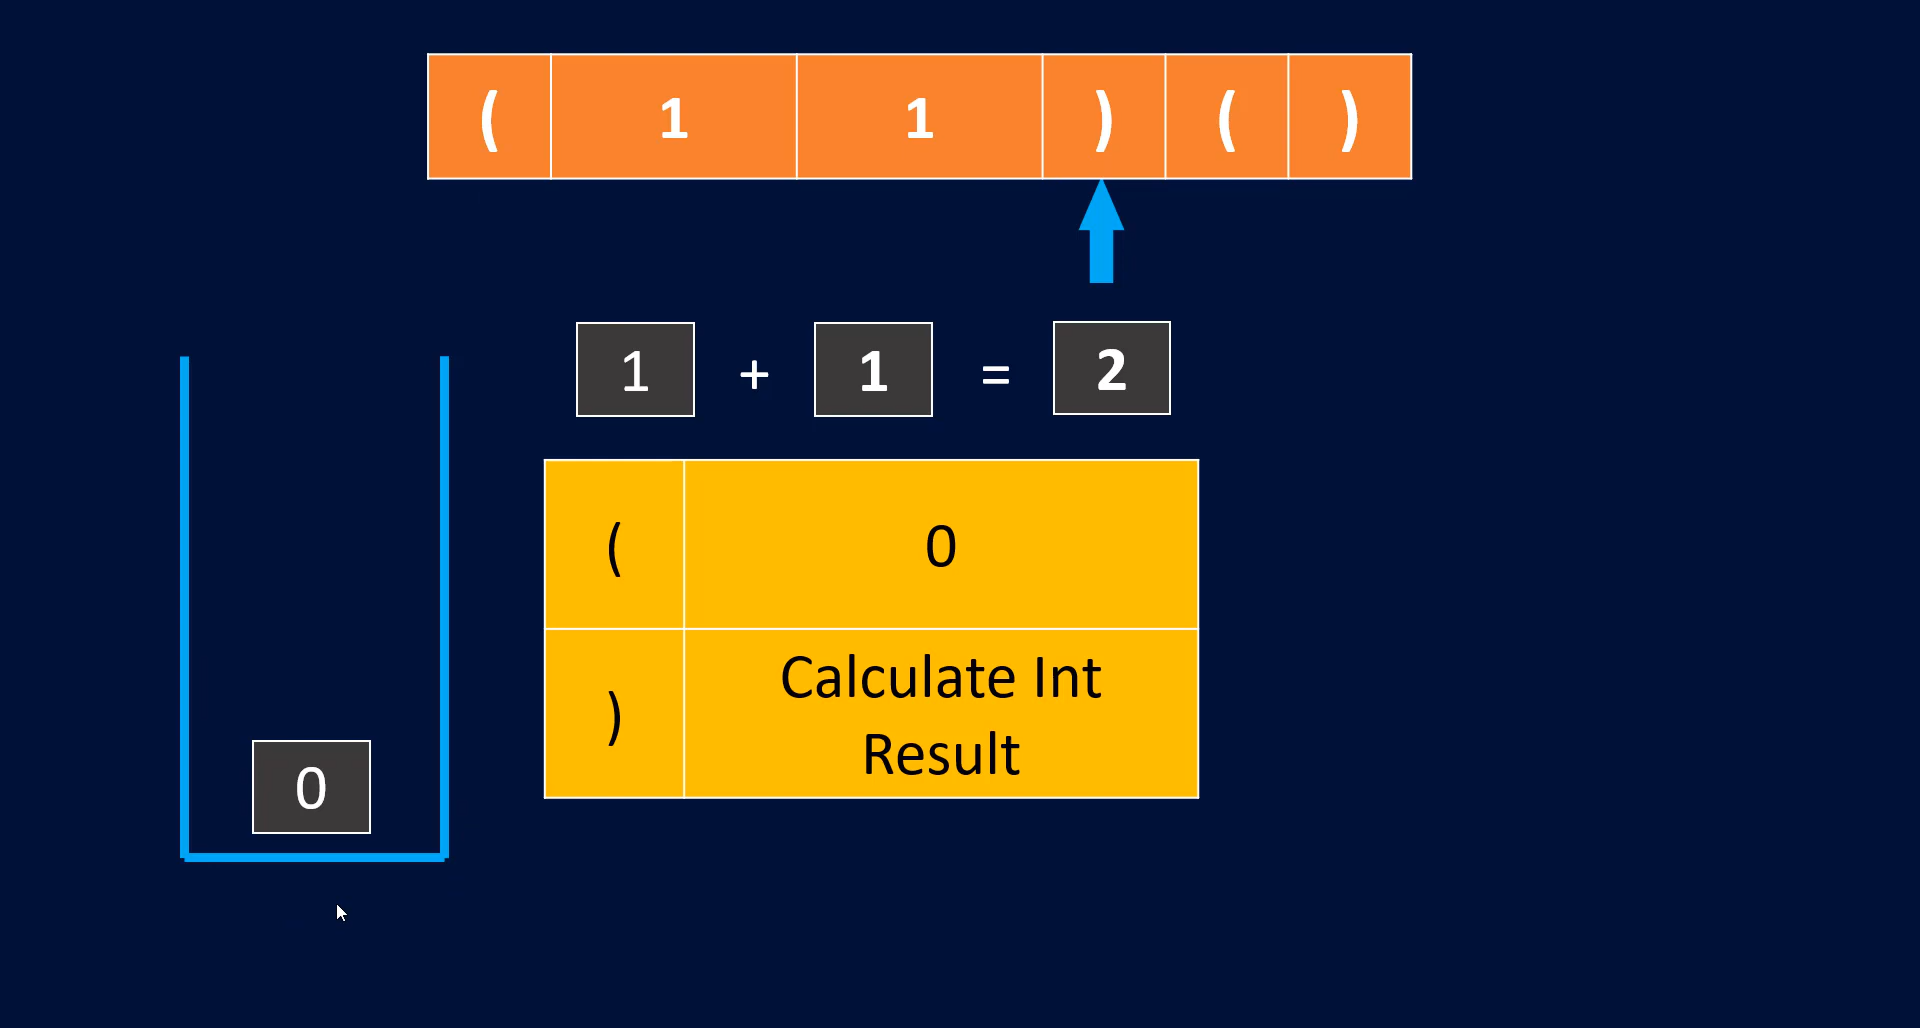 ( 1 1 ) ( )
1 + 1 = 2
( 0
) Calculate Int
Result
0